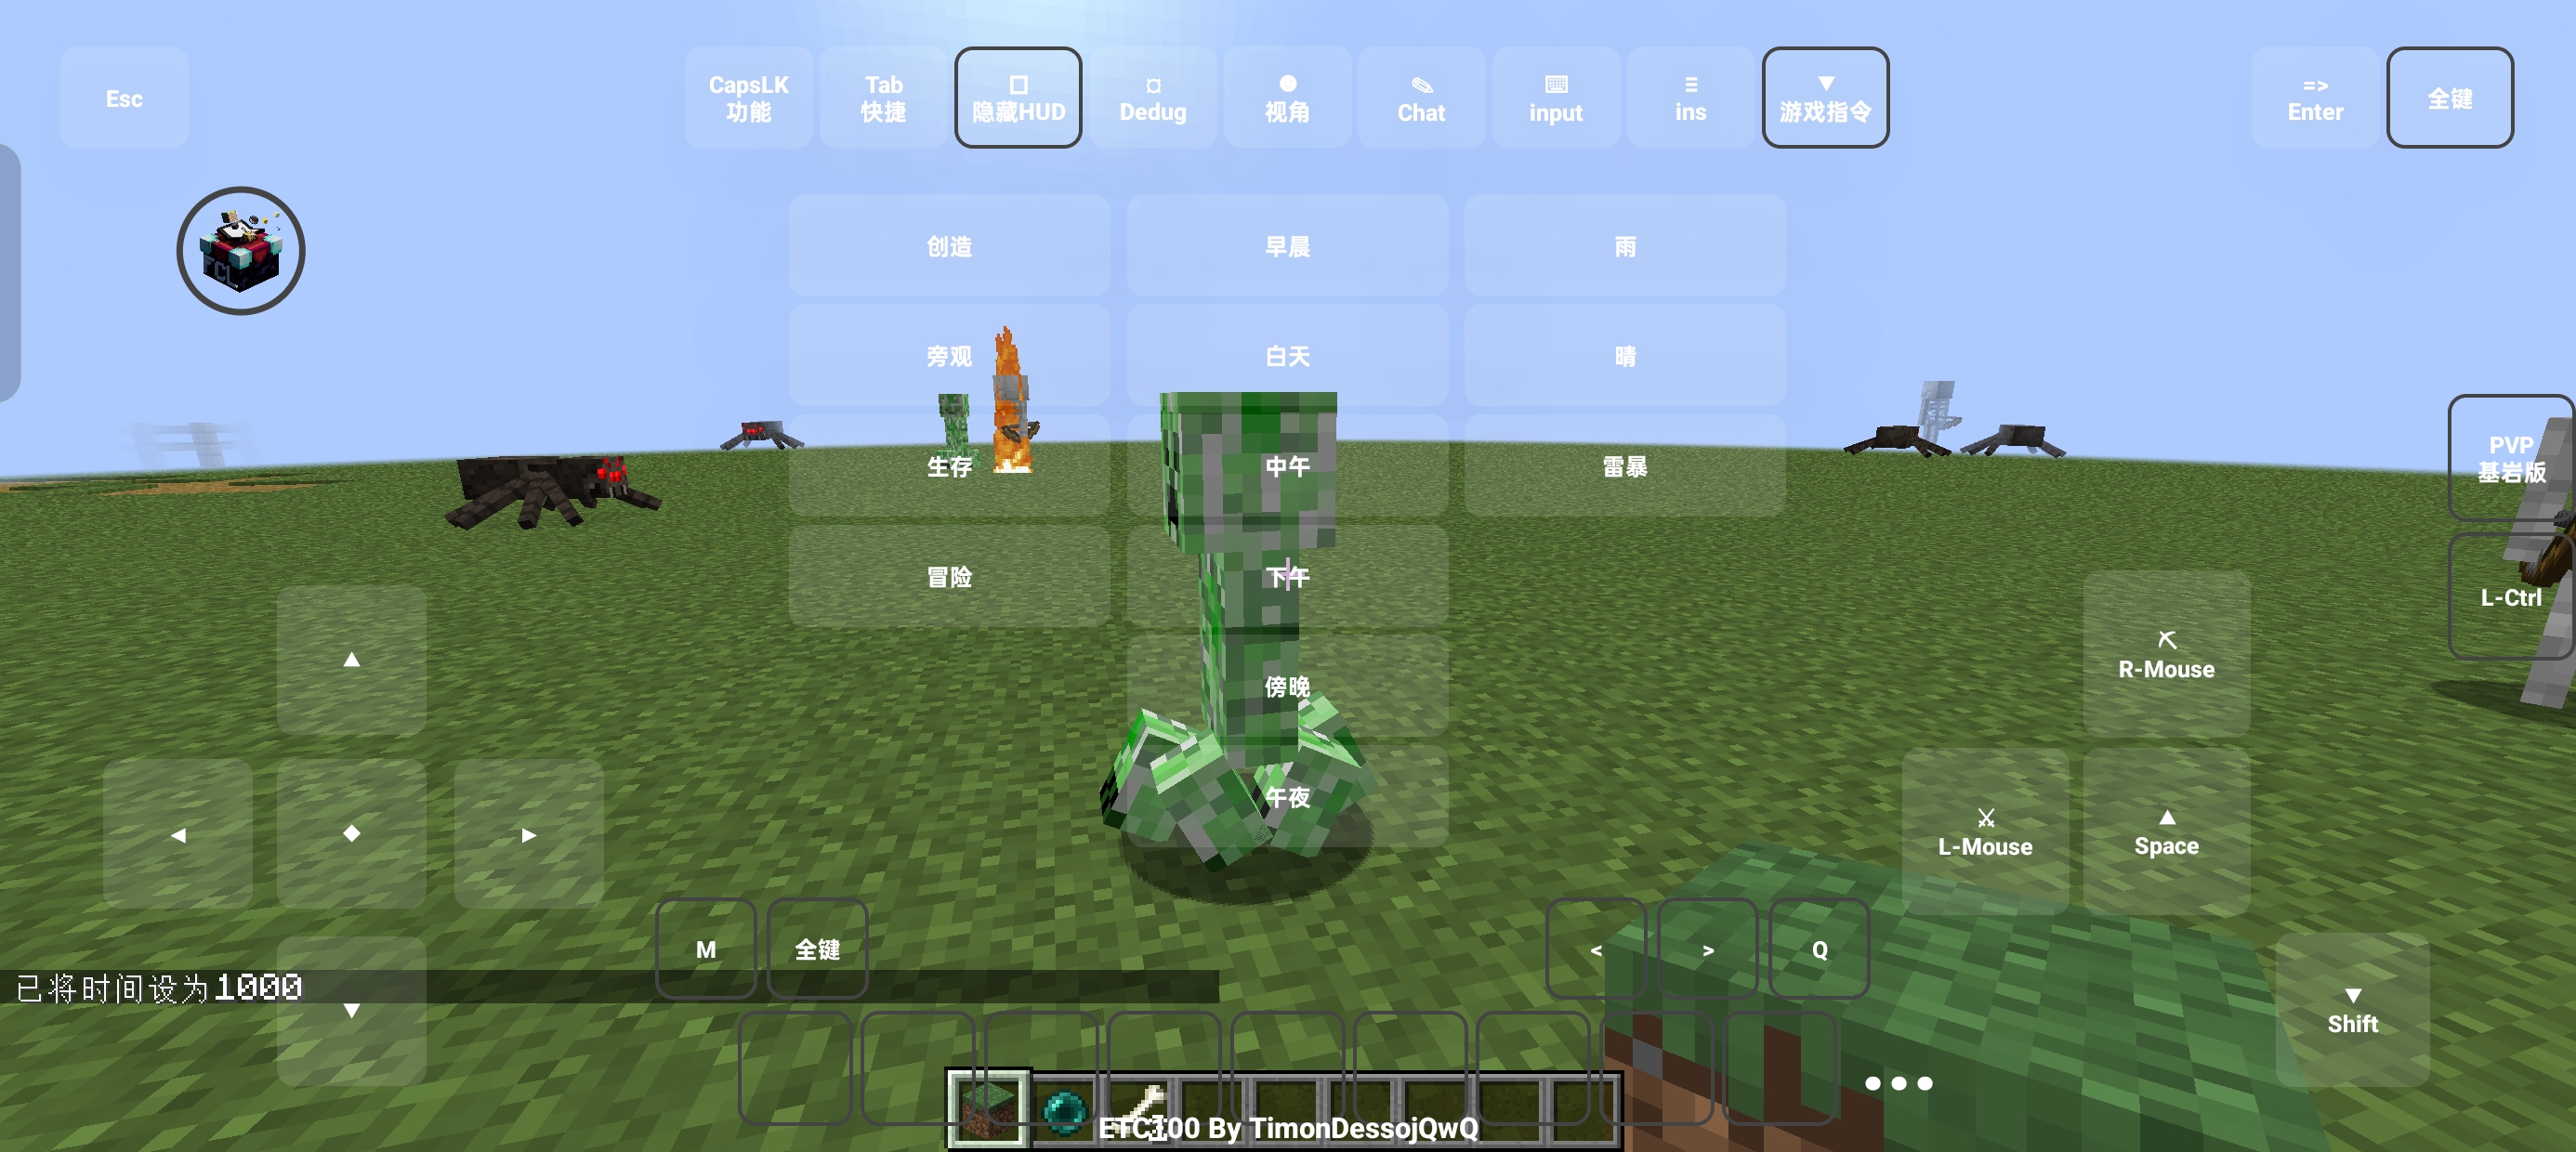 Esc
CapsLK
功能
Tab
快捷
隐藏HUD
Dedug
视角
Chat
input
ins
游戏指令
=>
Enter
全键
FCL
创造
早晨
雨
旁观
白天
晴
生存
中午
雷暴
PVP
基岩版
冒险
下午
L-Ctrl
R-Mouse
傍晚
午夜
L-Mouse
Space
M
全键
<
>
Q
已将时间设为1000
Shift
ETC100 By TimonDessojQwQ